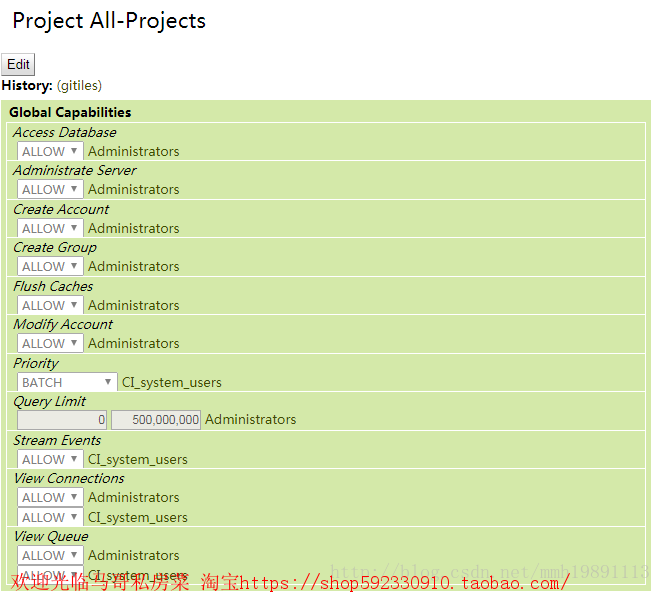 Project All-Projects
Edit
History: (gitiles)
Global Capabilities
Access Database
ALLOW Administrators
Administrate Server
ALLOW Administrators
Create Account
ALLOW Administrators
Create Group
ALLOW Administrators
Flush Caches
ALLOW Administrators
Modify Account
ALLOW Administrators
Priority
BATCH CI_system_users
Query Limit
0 500,000,000 Administrators
Stream Events
ALLOW CI_system_users
View Connections
ALLOW Administrators
ALLOW CI_system_users
View Queue
ALLOW Administrators
ALLOW CI_system_users
http://blog.csdn.net/mmh19891113
欢迎光临马哥私房菜 淘宝https://shop592330910.taobao.com/